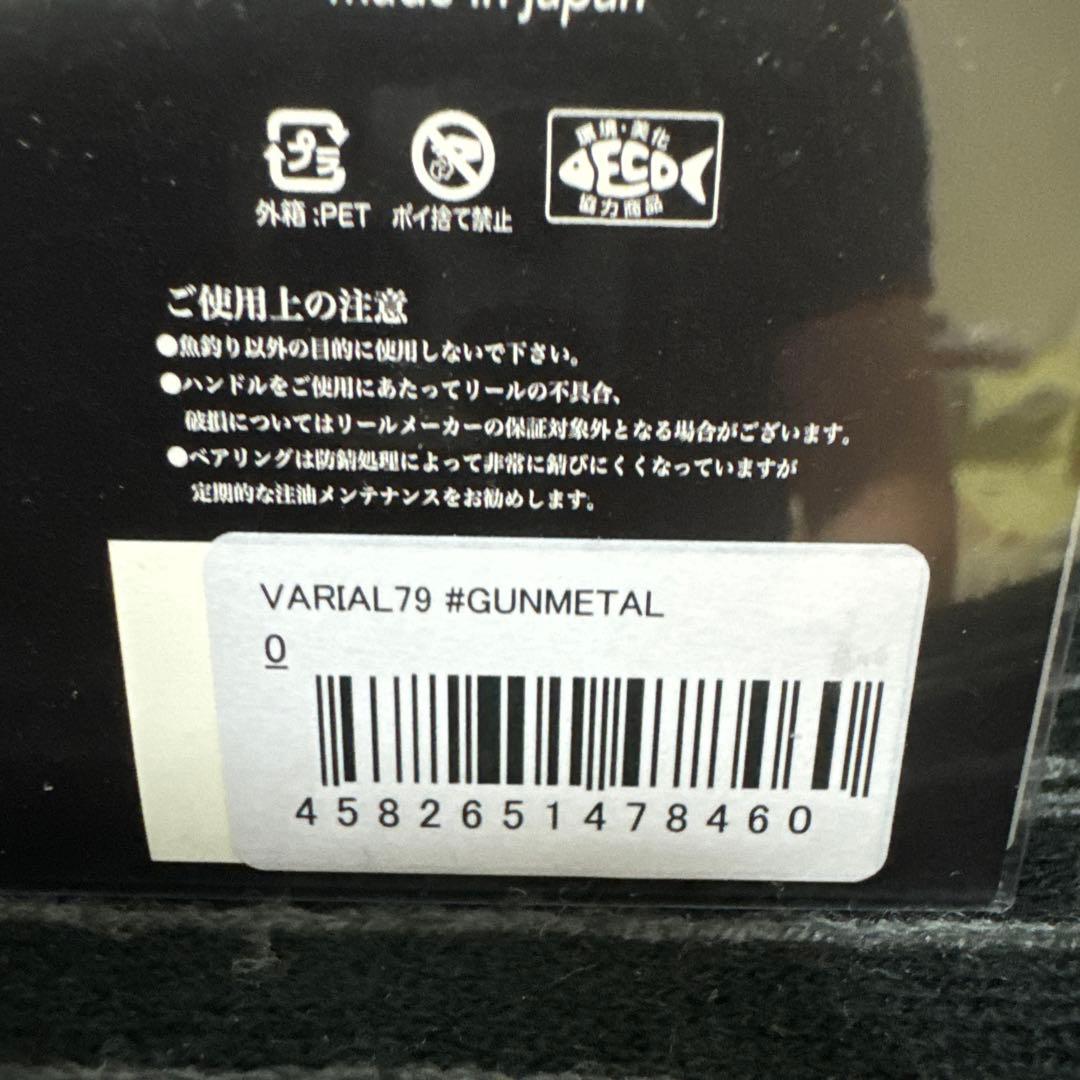 made in japan
プラ
外箱:PET
ポイ捨て禁止
環境・美化
ECO
協力商品
ご使用上の注意
●魚釣り以外の目的に使用しないで下さい。
●ハンドルをご使用にあたってリールの不具合、
破損についてはリールメーカーの保証対象外となる場合がございます。
●ベアリングは防錆処理によって非常に錆びにくくなっていますが
定期的な注油メンテナンスをお勧めします。
VARIAL79 #GUNMETAL
0
4582651478460